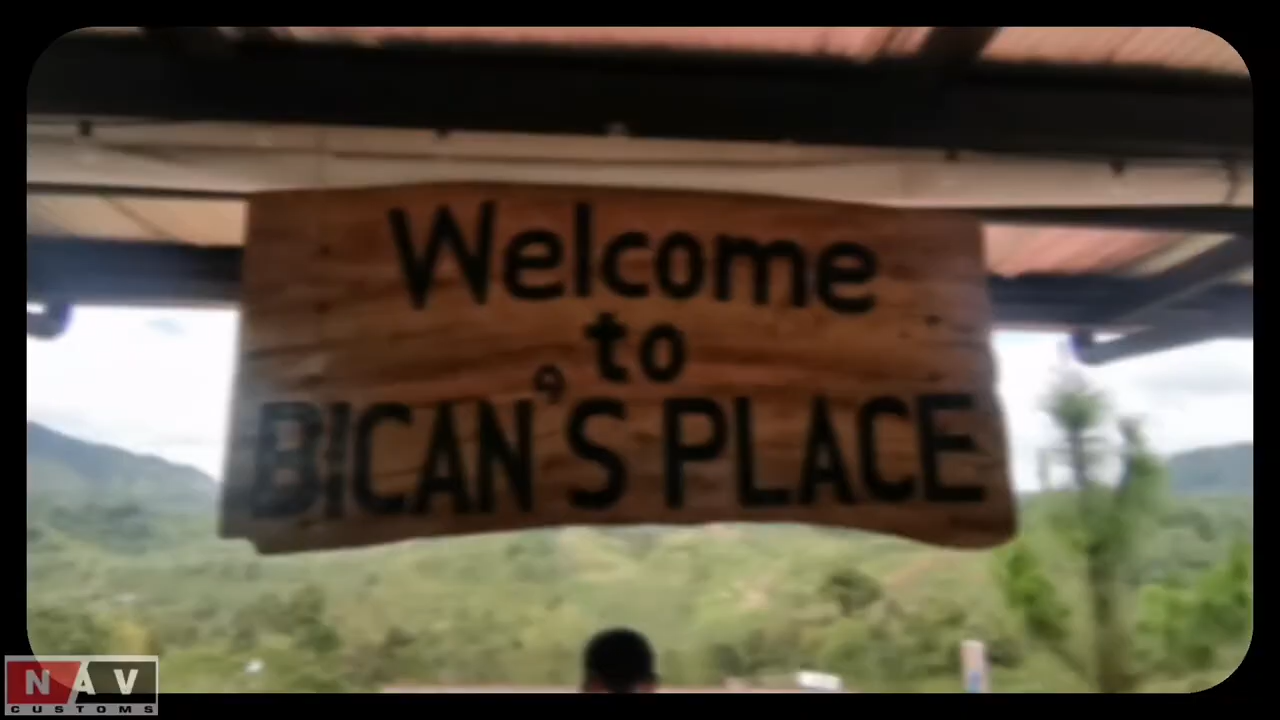 Welcome
to
BICAN'S PLACE
NAV
CUSTOMS